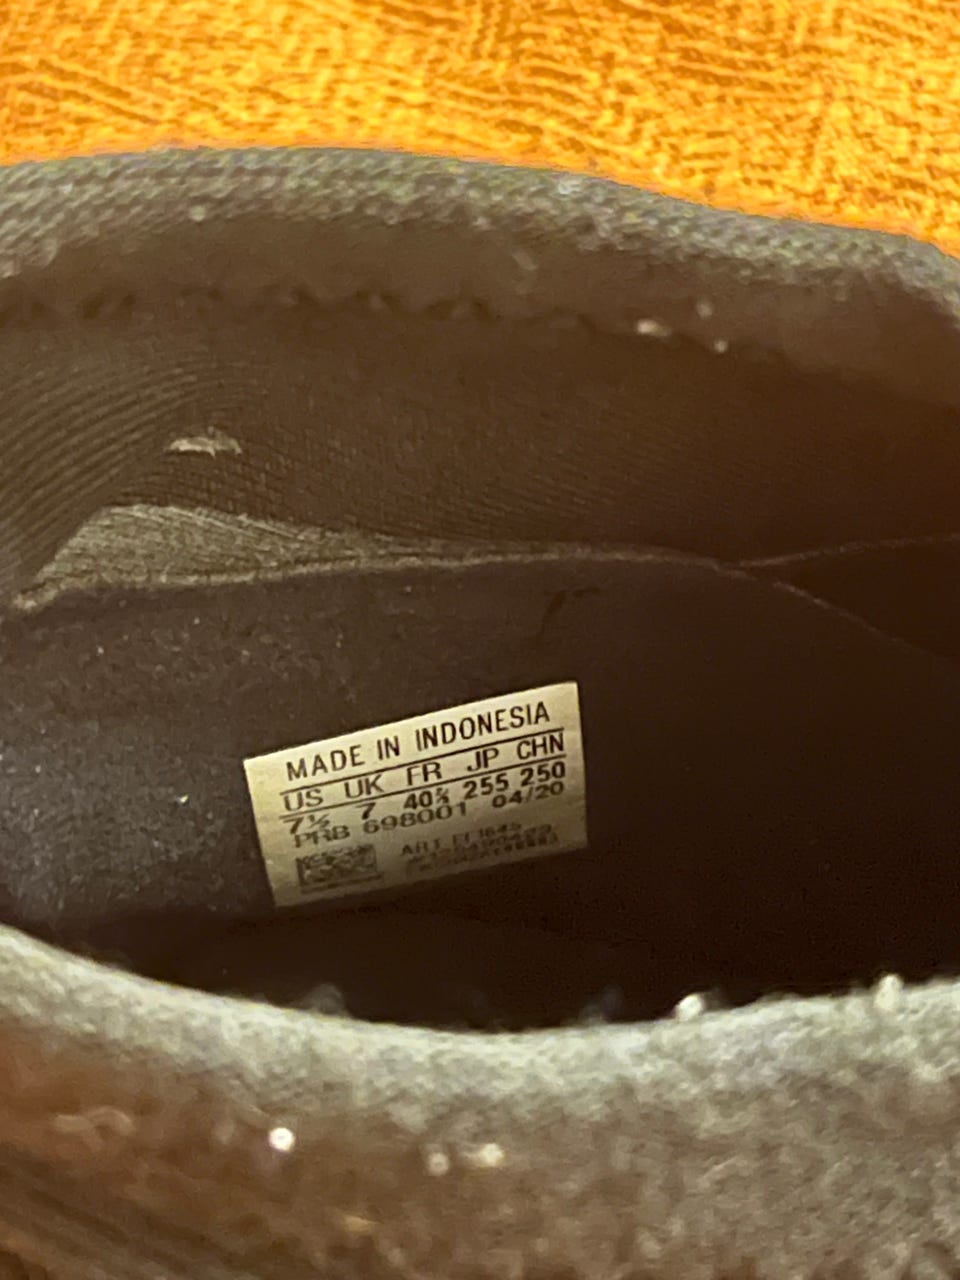 MADE IN INDONESIA
US UK FR JP CHN
7½ 7 40⅔ 255 250
PRB 698001 04/20
ART